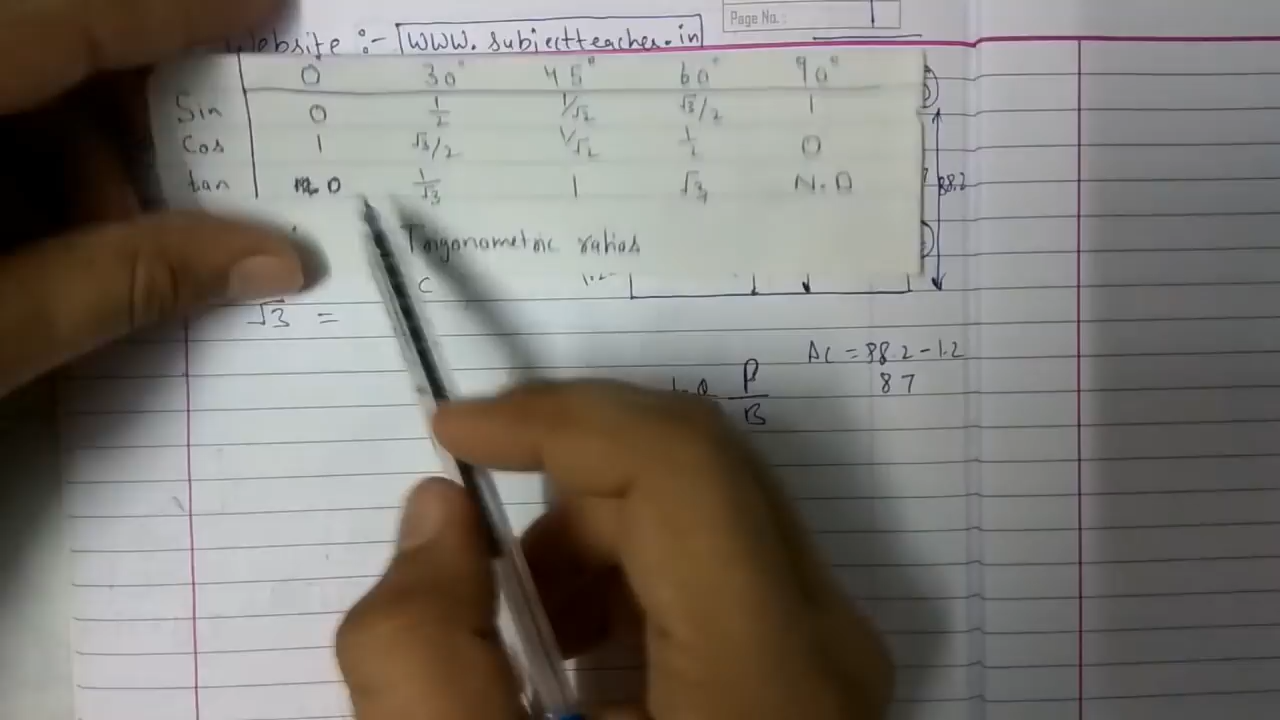 Page No. : 1
Website :- WWW. subjectteacher.in
0 30° 45° 60° 90°
Sin 0 1/2 1/√2 √3/2 1
Cos 1 √3/2 1/√2 1/2 0
tan 0 1/√3 1 √3 N.D
88.2
Trigonometric ratios
C
√3 =
AC = 88.2 - 1.2
87
P
B